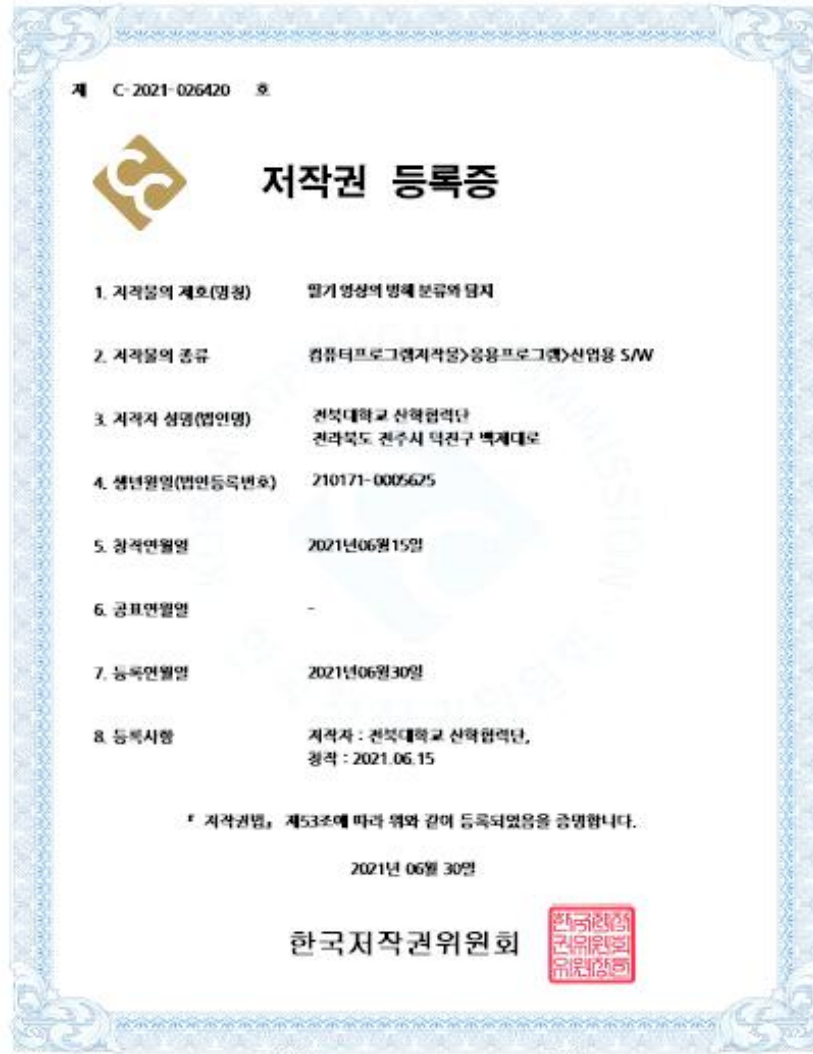 제 C-2021-026420 호
저작권 등록증
1. 저작물의 제호(명칭) 딸기 영상의 병해 분류와 탐지
2. 저작물의 종류 컴퓨터프로그램저작물>응용프로그램>산업용 S/W
3. 저작자 성명(법인명) 전북대학교 산학협력단
전라북도 전주시 덕진구 백제대로
4. 생년월일(법인등록번호) 210171-0005625
5. 창작연월일 2021년06월15일
6. 공표연월일 -
7. 등록연월일 2021년06월30일
8. 등록사항 저작자 : 전북대학교 산학협력단,
창작 : 2021.06.15
『 저작권법』 제53조에 따라 위와 같이 등록되었음을 증명합니다.
2021년 06월 30일
한국저작권위원회